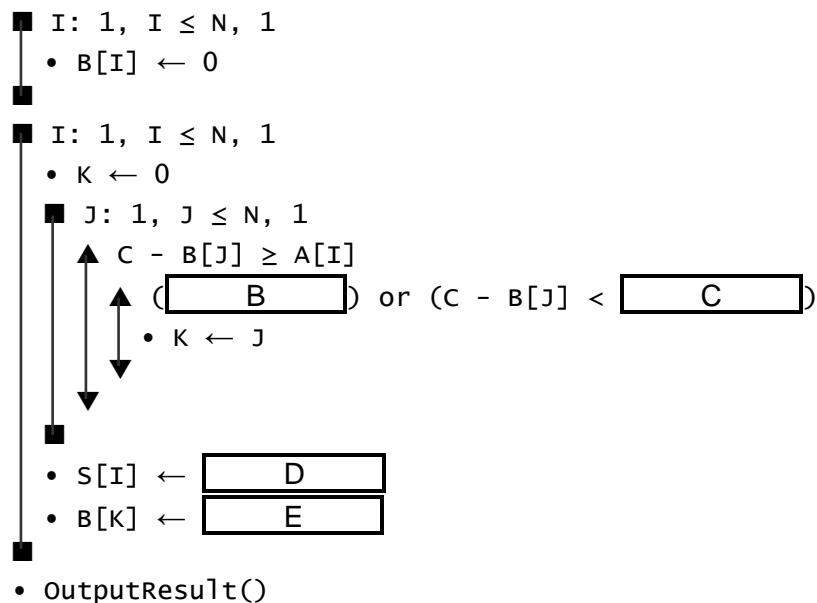 I: 1, I ≤ N, 1
• B[I] ← 0
I: 1, I ≤ N, 1
• K ← 0
J: 1, J ≤ N, 1
C - B[J] ≥ A[I]
( B ) or (C - B[J] < C )
• K ← J
• S[I] ← D
• B[K] ← E
• OutputResult()